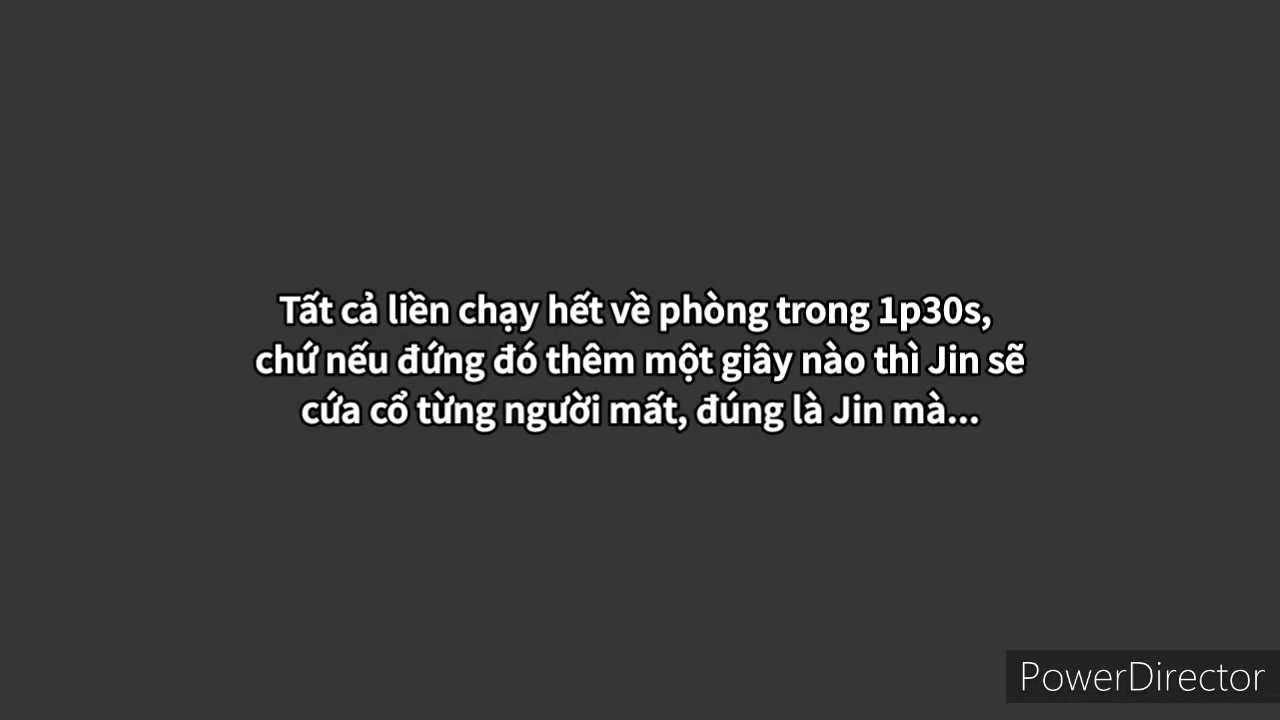 Tất cả liền chạy hết về phòng trong 1p30s,
chứ nếu đứng đó thêm một giây nào thì Jin sẽ
cứa cổ từng người mất, đúng là Jin mà...
PowerDirector